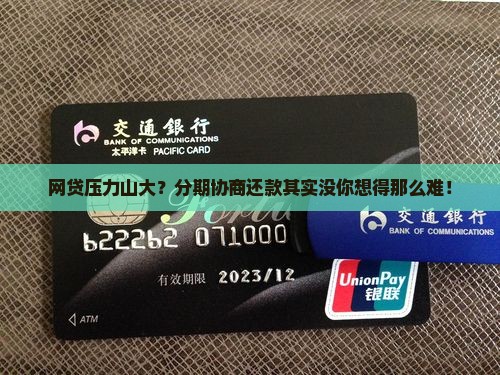 交通銀行
BANK OF COMMUNICATIONS
太平洋卡 PACIFIC CARD
网贷压力山大？分期协商还款其实没你想得那么难！
622262 071000
交通銀行
BANK OF COMMUNICATIONS
有效期限 2023/12
UnionPay
银联
ATM